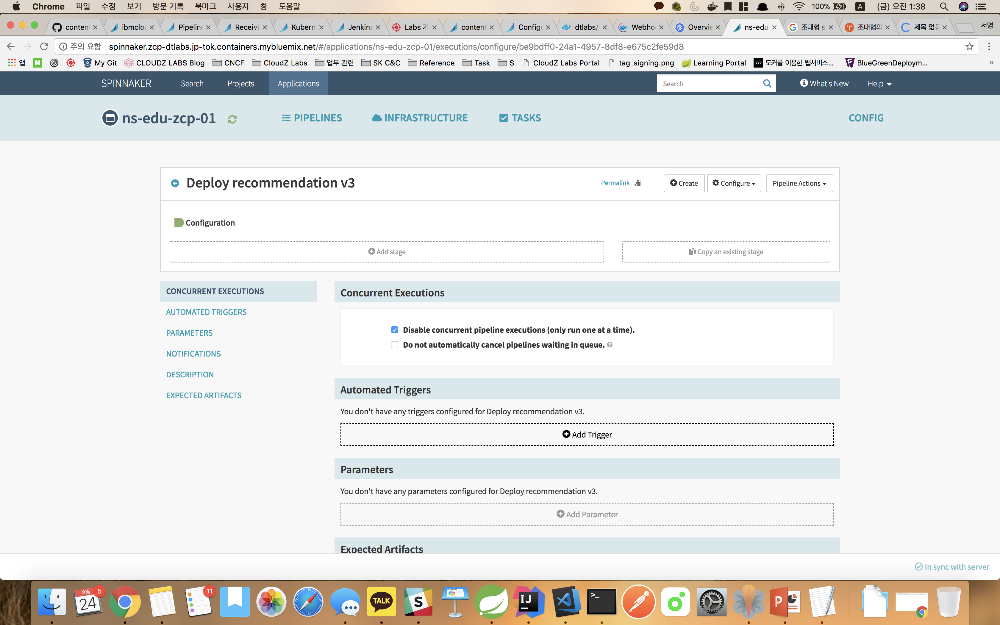 Chrome 파일 수정 보기 방문 기록 북마크 사용자 창 도움말 100% A (금) 오전 1:38
content ibmclou Pipeline Receivi Kubern Jenkins Labs 기 content Configu dtlabs/r Webho Overvie ns-edu 조대협 s 조대협의 제목 없음 서영
주의 요함 spinnaker.zcp-dtlabs.jp-tok.containers.mybluemix.net/#/applications/ns-edu-zcp-01/executions/configure/be9bdff0-24a1-4957-8df8-e675c2fe59d8
앱 N My Git CLOUDZ LABS Blog CNCF CloudZ Labs 업무 관련 SK C&C Reference Task S CloudZ Labs Portal tag_signing.png Learning Portal 도커를 이용한 웹서비스... BlueGreenDeploym... »
SPINNAKER Search Projects Applications Search What's New Help
ns-edu-zcp-01 PIPELINES INFRASTRUCTURE TASKS CONFIG
Deploy recommendation v3 Permalink Create Configure Pipeline Actions
Configuration
Add stage Copy an existing stage
CONCURRENT EXECUTIONS
AUTOMATED TRIGGERS
PARAMETERS
NOTIFICATIONS
DESCRIPTION
EXPECTED ARTIFACTS
Concurrent Executions
Disable concurrent pipeline executions (only run one at a time).
Do not automatically cancel pipelines waiting in queue.
Automated Triggers
You don't have any triggers configured for Deploy recommendation v3.
Add Trigger
Parameters
You don't have any parameters configured for Deploy recommendation v3.
Add Parameter
Expected Artifacts
In sync with server
8월 24 5 11 TALK S IJ >_ P